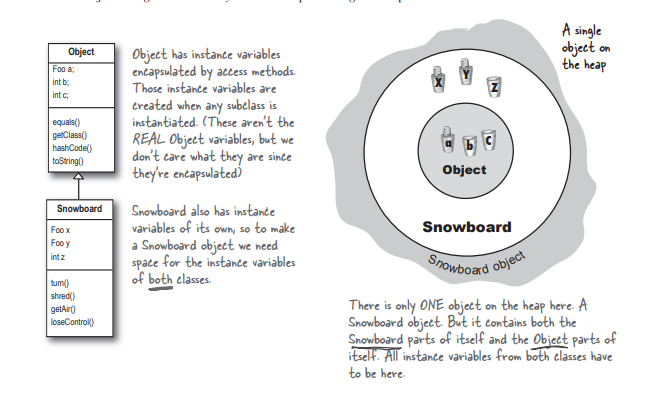 Object
Foo a;
int b;
int c;
equals()
getClass()
hashCode()
toString()
Snowboard
Foo x
Foo y
int z
turn()
shred()
getAir()
loseControl()
Object has instance variables
encapsulated by access methods.
Those instance variables are
created when any subclass is
instantiated. (These aren't the
REAL Object variables, but we
don't care what they are since
they're encapsulated)
Snowboard also has instance
variables of its own, so to make
a Snowboard object we need
space for the instance variables
of both classes.
A single
object on
the heap
X Y Z
a b c
Object
Snowboard
Snowboard object
There is only ONE object on the heap here. A
Snowboard object. But it contains both the
Snowboard parts of itself and the Object parts of
itself. All instance variables from both classes have
to be here.